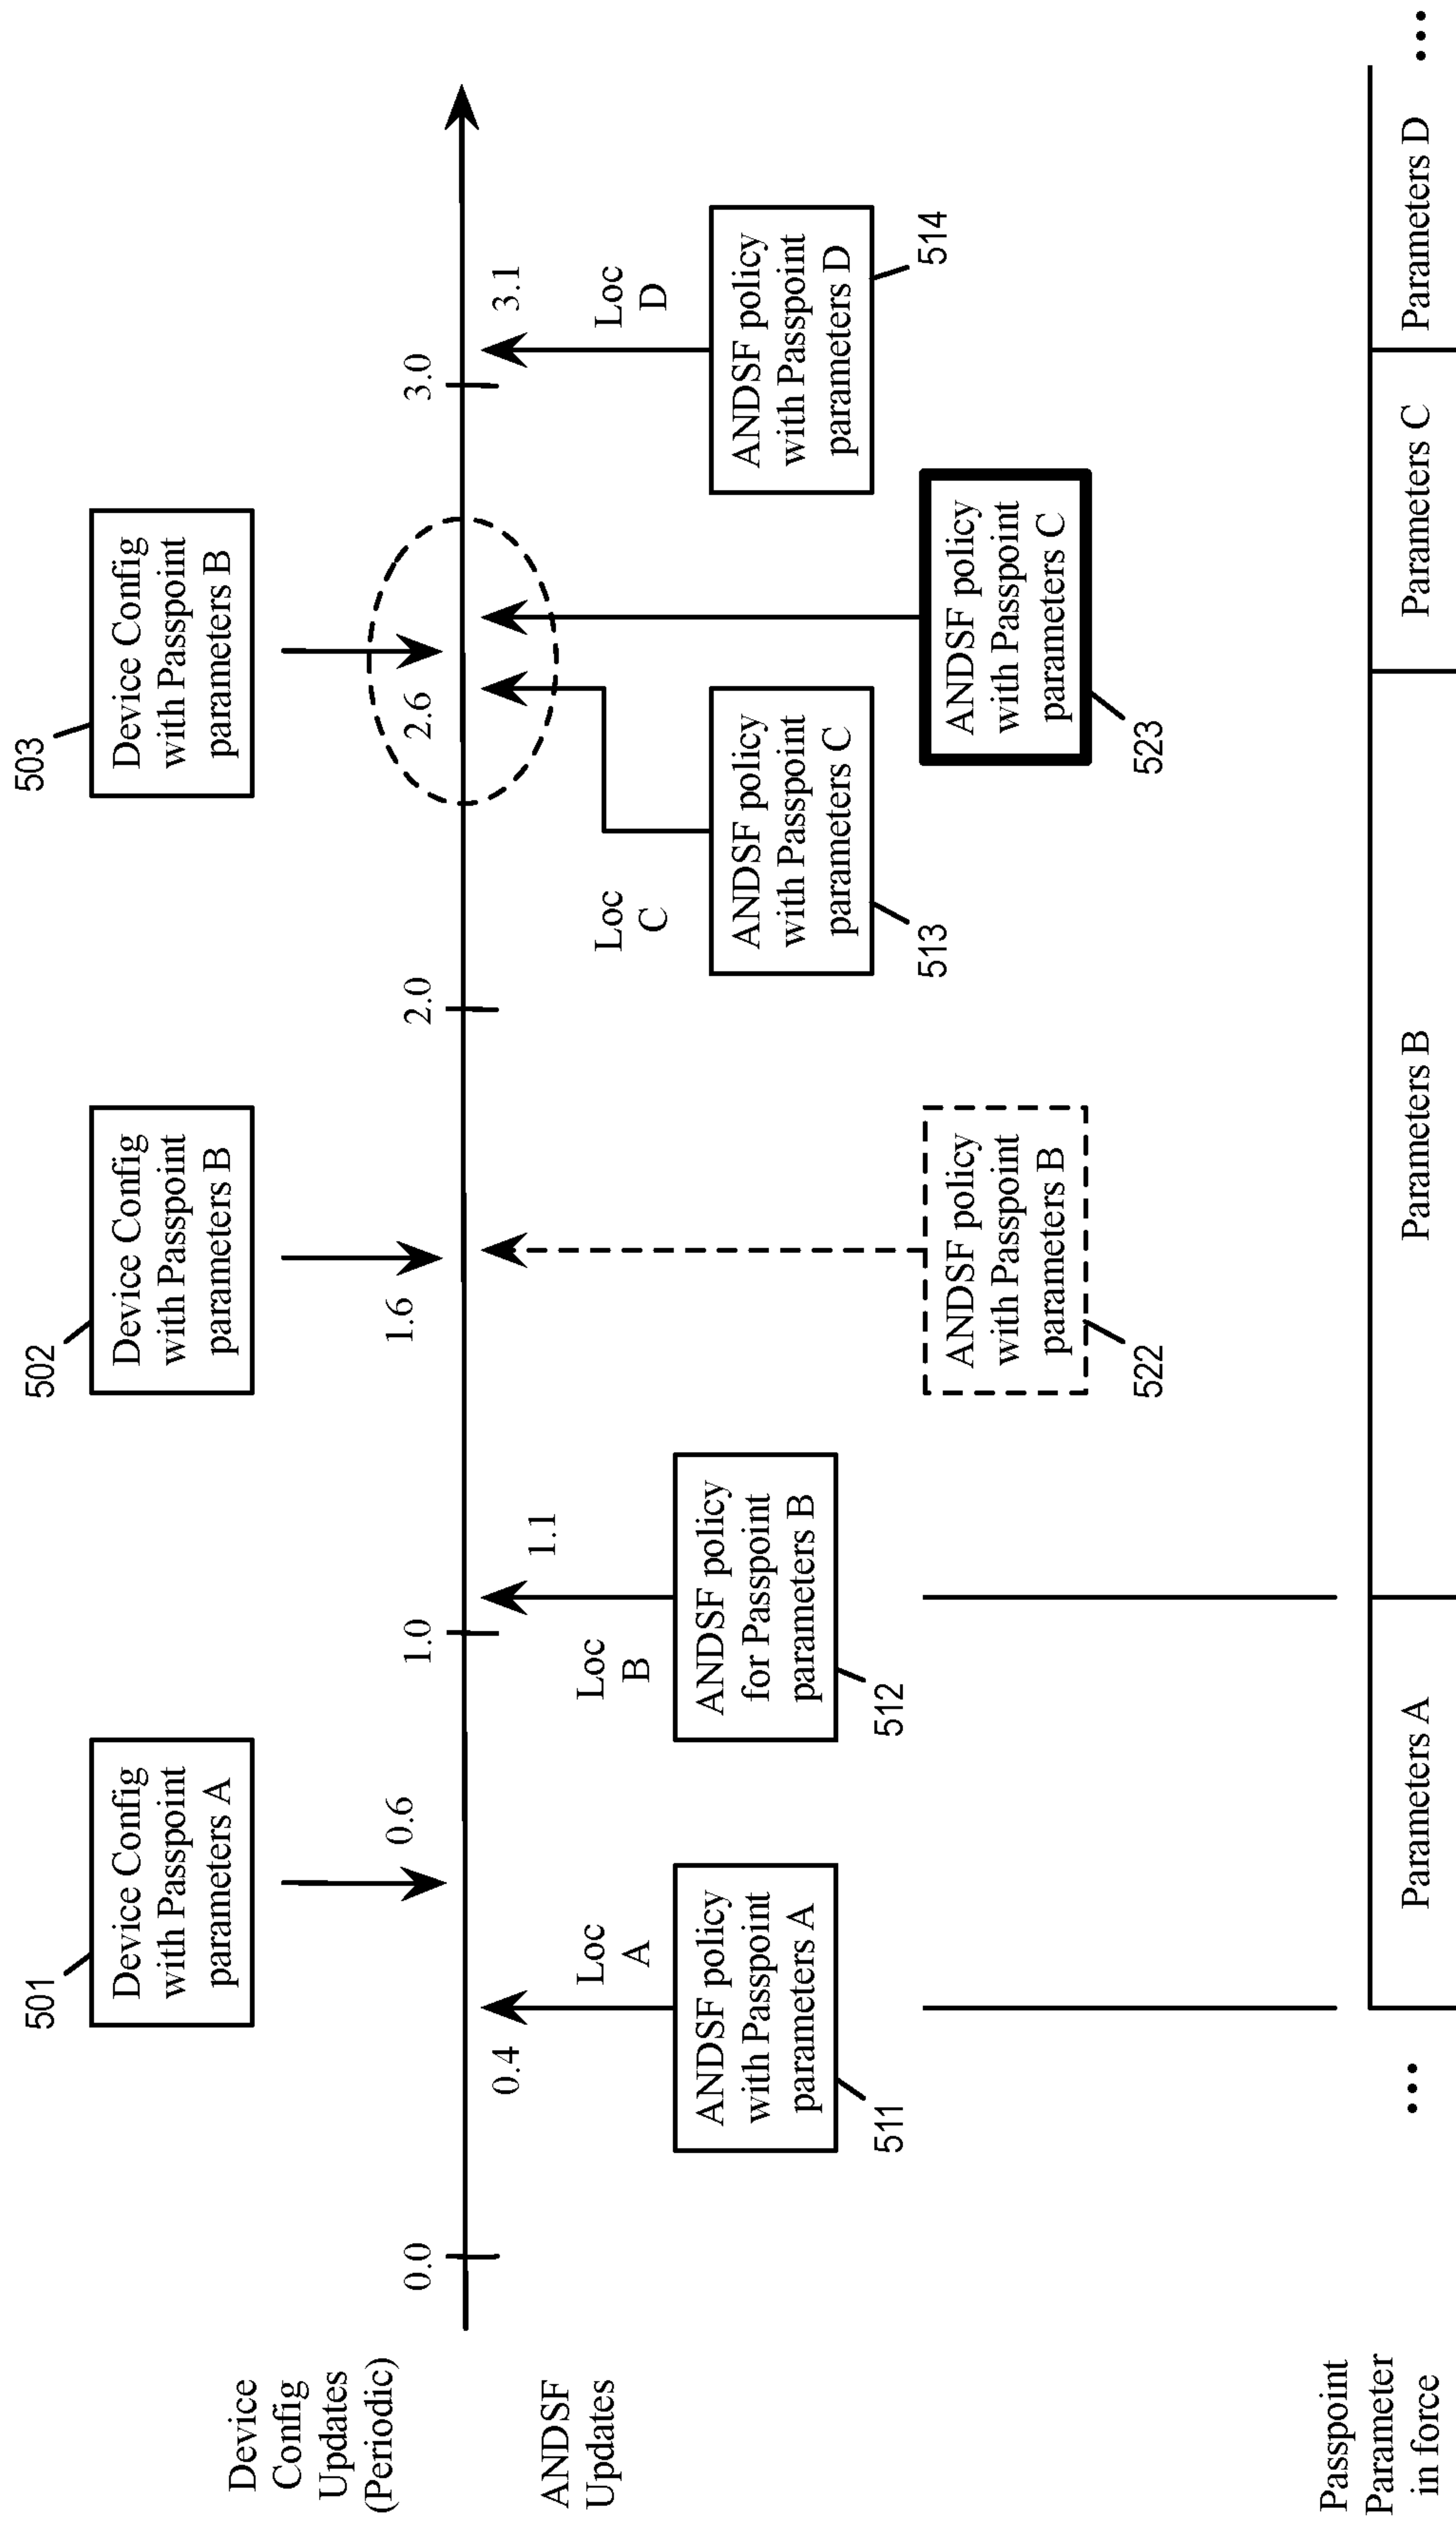 501
502
503
Device Config
with Passpoint
parameters A
Device Config
with Passpoint
parameters B
Device Config
with Passpoint
parameters B
Device
Config
Updates
(Periodic)
0.6
1.6
0.0
1.0
2.0
2.6
3.0
0.4
1.1
3.1
ANDSF
Updates
Loc
A
Loc
B
Loc
C
Loc
D
ANDSF policy
with Passpoint
parameters A
ANDSF policy
for Passpoint
parameters B
ANDSF policy
with Passpoint
parameters C
ANDSF policy
with Passpoint
parameters D
511
512
513
514
ANDSF policy
with Passpoint
parameters B
ANDSF policy
with Passpoint
parameters C
522
523
Passpoint
Parameter
in force
...
Parameters A
Parameters B
Parameters C
Parameters D
...